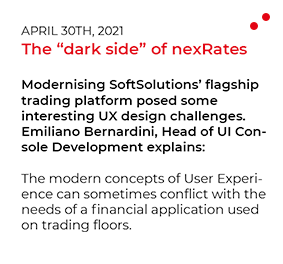 APRIL 30TH, 2021
The “dark side” of nexRates
Modernising SoftSolutions’ flagship
trading platform posed some
interesting UX design challenges.
Emiliano Bernardini, Head of UI Con-
sole Development explains:
The modern concepts of User Experi-
ence can sometimes conflict with the
needs of a financial application used
on trading floors.